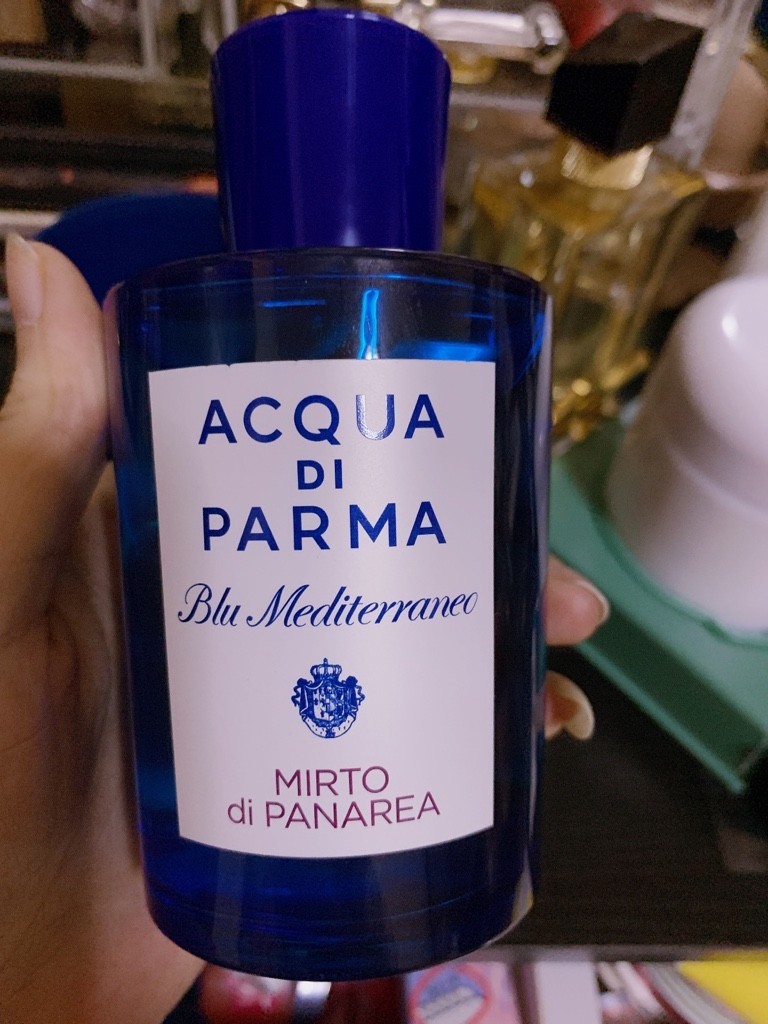 ACQUA
DI
PARMA
Blu Mediterraneo
MIRTO
di PANAREA